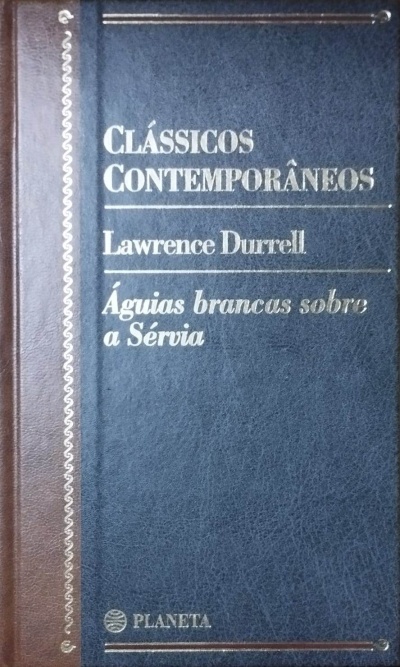 CLÁSSICOS
CONTEMPORÂNEOS
Lawrence Durrell
Águias brancas sobre
a Sérvia
PLANETA